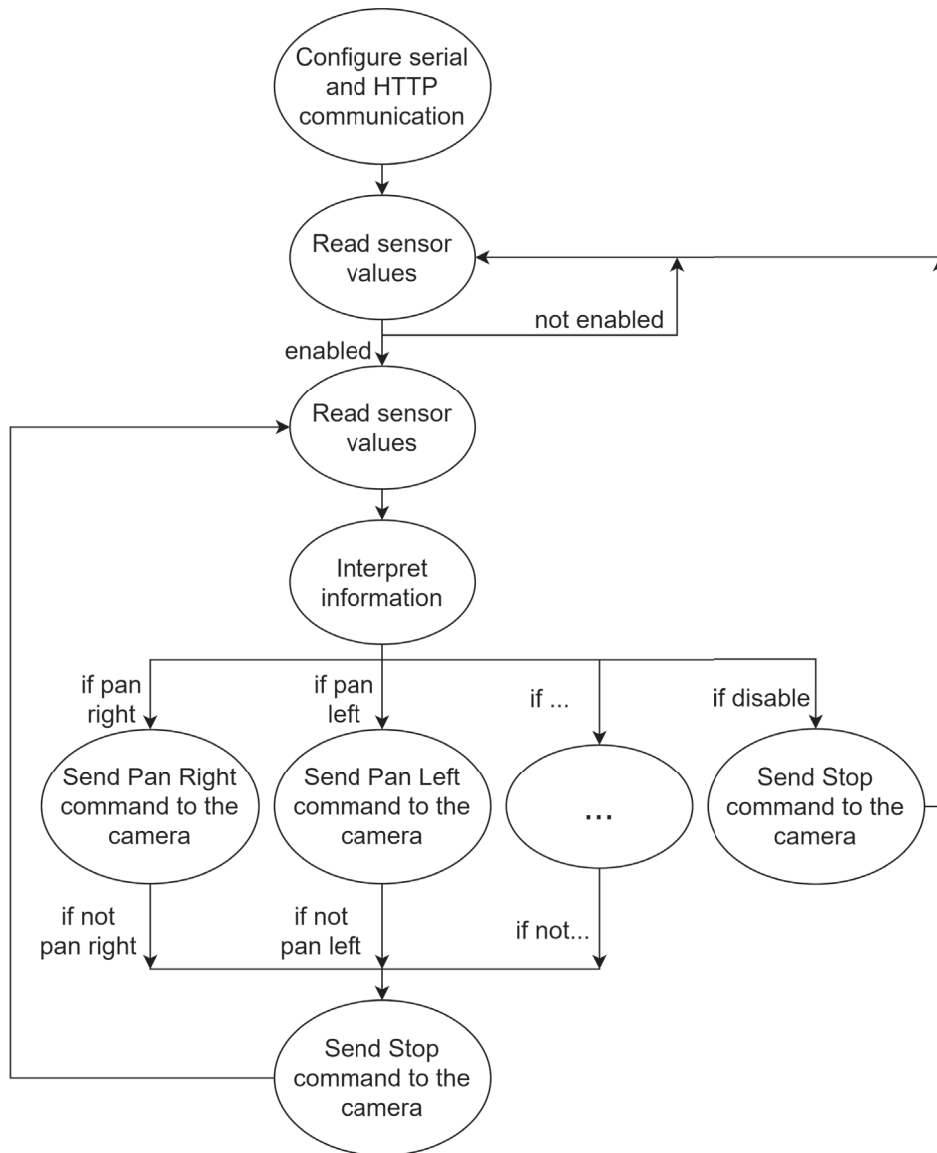 Configure serial
and HTTP
communication
Read sensor
values
not enabled
enabled
Read sensor
values
Interpret
information
if pan
right
if pan
left
if ...
if disable
Send Pan Right
command to the
camera
Send Pan Left
command to the
camera
...
Send Stop
command to the
camera
if not
pan right
if not
pan left
if not...
Send Stop
command to the
camera